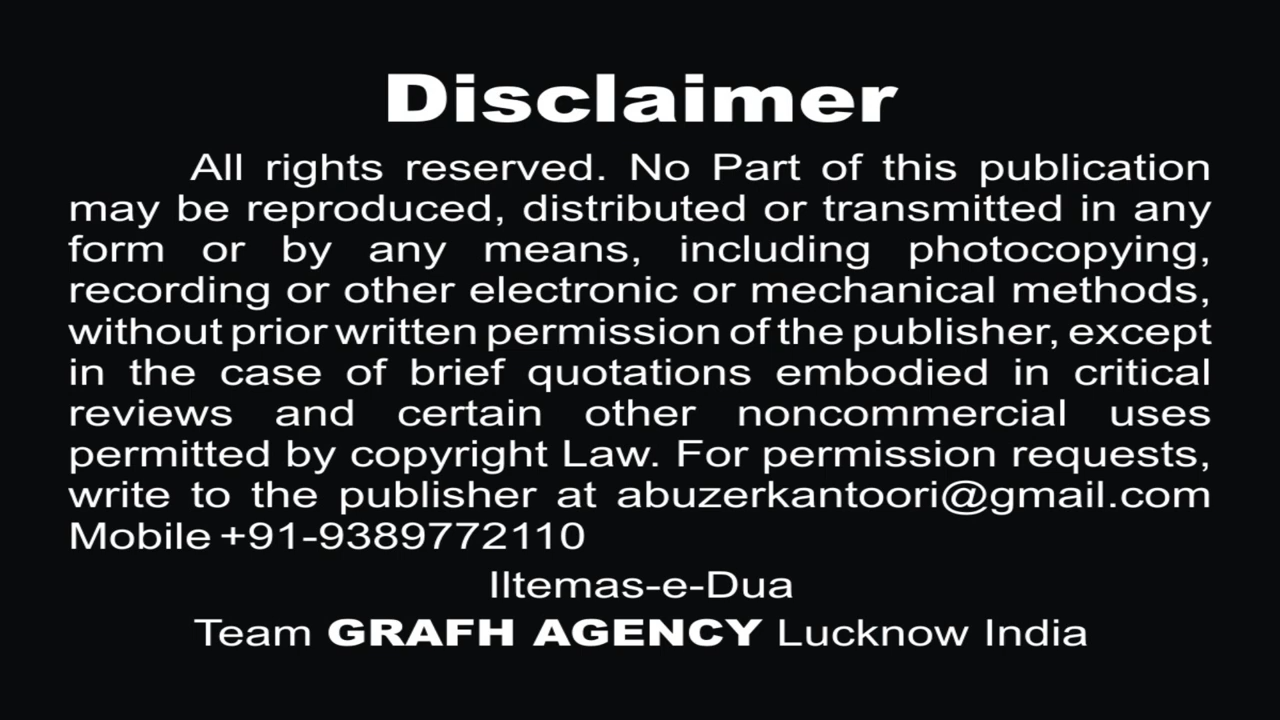 Disclaimer
All rights reserved. No Part of this publication
may be reproduced, distributed or transmitted in any
form or by any means, including photocopying,
recording or other electronic or mechanical methods,
without prior written permission of the publisher, except
in the case of brief quotations embodied in critical
reviews and certain other noncommercial uses
permitted by copyright Law. For permission requests,
write to the publisher at abuzerkantoori@gmail.com
Mobile +91-9389772110
Iltemas-e-Dua
Team GRAFH AGENCY Lucknow India